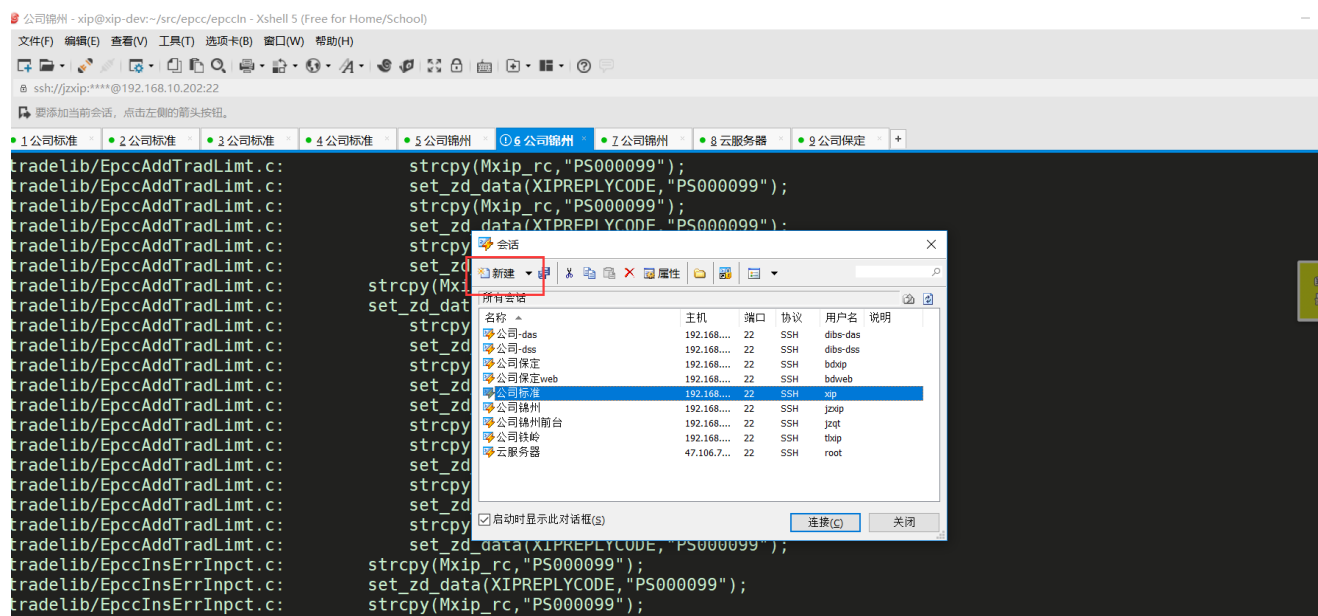 公司锦州 - xip@xip-dev:~/src/epcc/epccIn - Xshell 5 (Free for Home/School)
文件(F) 编辑(E) 查看(V) 工具(T) 选项卡(B) 窗口(W) 帮助(H)
ssh://jzxip:****@192.168.10.202:22
要添加当前会话，点击左侧的箭头按钮。
1 公司标准 2 公司标准 3 公司标准 4 公司标准 5 公司锦州 6 公司锦州 7 公司锦州 8 云服务器 9 公司保定
tradelib/EpccAddTradLimt.c: strcpy(Mxip_rc,"PS000099");
tradelib/EpccAddTradLimt.c: set_zd_data(XIPREPLYCODE,"PS000099");
tradelib/EpccAddTradLimt.c: strcpy(Mxip_rc,"PS000099");
tradelib/EpccAddTradLimt.c: set_zd_data(XIPREPLYCODE,"PS000099");
tradelib/EpccAddTradLimt.c: strcpy
tradelib/EpccAddTradLimt.c: set_zd
tradelib/EpccAddTradLimt.c: strcpy(Mxi
tradelib/EpccAddTradLimt.c: set_zd_dat
tradelib/EpccAddTradLimt.c: strcpy
tradelib/EpccAddTradLimt.c: set_zd
tradelib/EpccAddTradLimt.c: strcpy
tradelib/EpccAddTradLimt.c: set_zd
tradelib/EpccAddTradLimt.c: strcpy
tradelib/EpccAddTradLimt.c: set_zd
tradelib/EpccAddTradLimt.c: strcpy
tradelib/EpccAddTradLimt.c: set_zd
tradelib/EpccAddTradLimt.c: strcpy
tradelib/EpccAddTradLimt.c: set_zd
tradelib/EpccAddTradLimt.c: strcpy
tradelib/EpccAddTradLimt.c: set_zd_data(XIPREPLYCODE,"PS000099");
tradelib/EpccInsErrInpct.c: strcpy(Mxip_rc,"PS000099");
tradelib/EpccInsErrInpct.c: set_zd_data(XIPREPLYCODE,"PS000099");
tradelib/EpccInsErrInpct.c: strcpy(Mxip_rc,"PS000099");
会话
新建 属性
所有会话
名称 主机 端口 协议 用户名 说明
公司-das 192.168.... 22 SSH dibs-das
公司-dss 192.168.... 22 SSH dibs-dss
公司保定 192.168.... 22 SSH bdxip
公司保定web 192.168.... 22 SSH bdweb
公司标准 192.168.... 22 SSH xip
公司锦州 192.168.... 22 SSH jzxip
公司锦州前台 192.168.... 22 SSH jzqt
公司铁岭 192.168.... 22 SSH tlxip
云服务器 47.106.7... 22 SSH root
启动时显示此对话框(S)
连接(C) 关闭